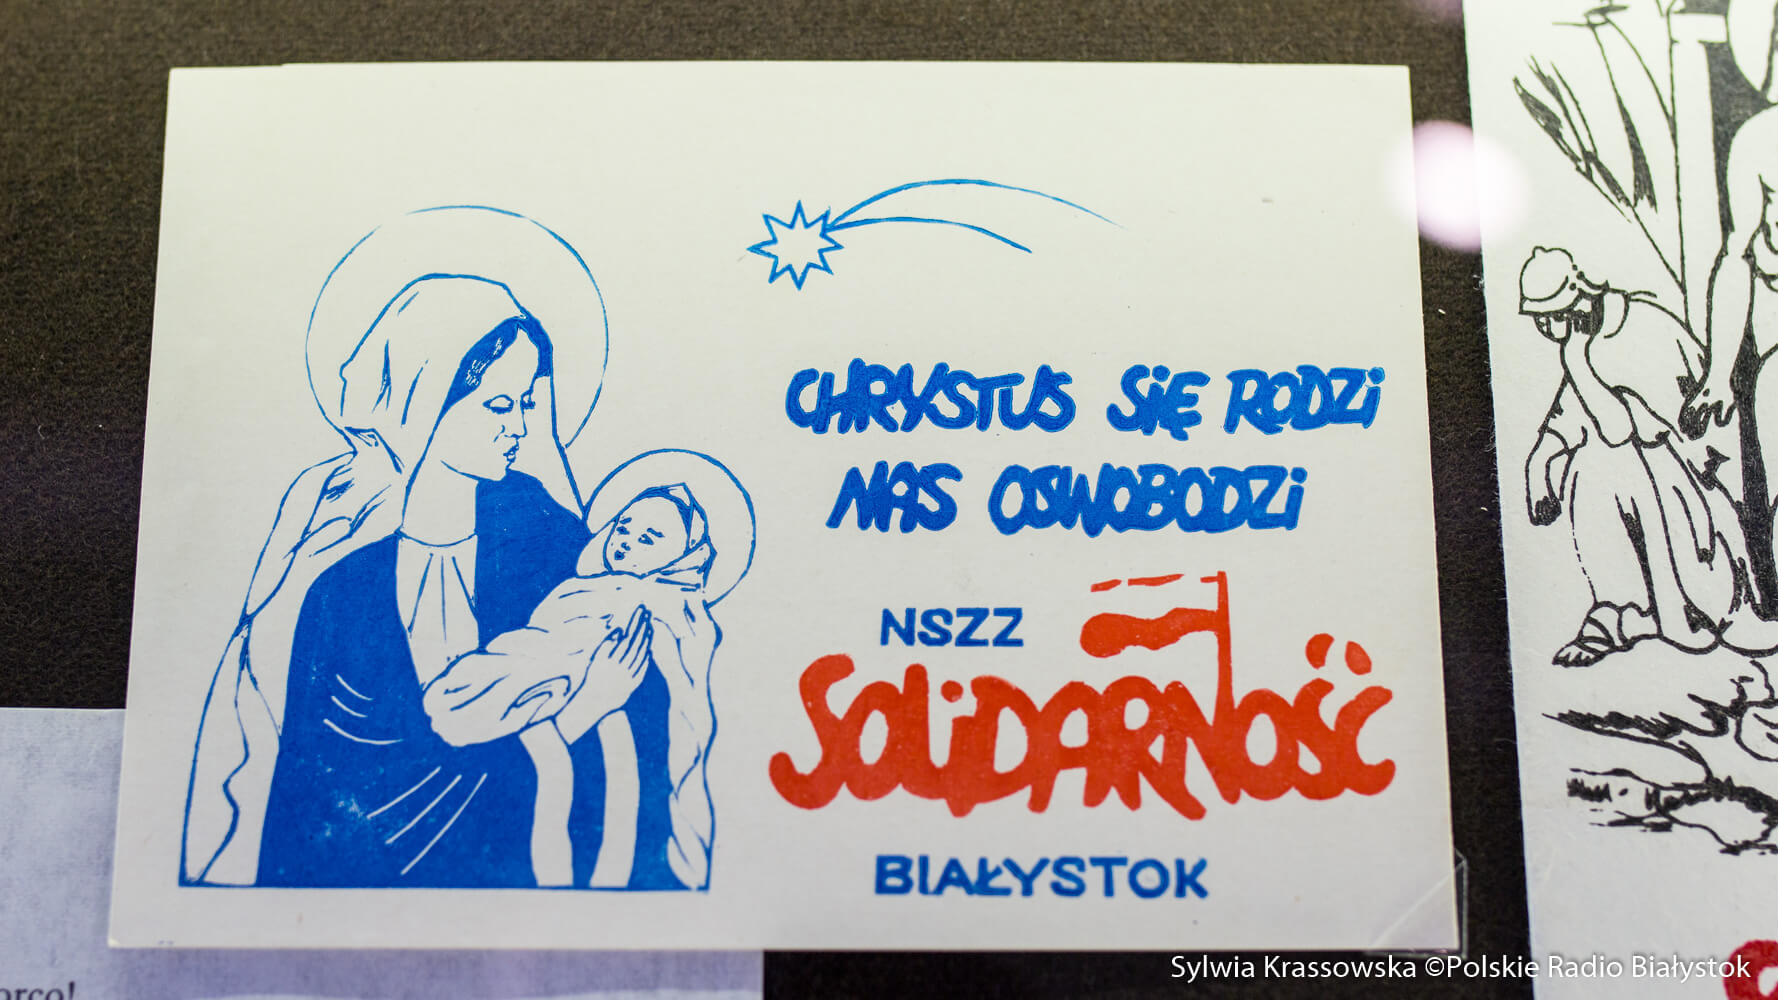 CHRYSTUS SIĘ RODZI
NAS OSWOBODZI
NSZZ
SOLIDARNOŚĆ
BIAŁYSTOK
Sylwia Krassowska ©Polskie Radio Białystok